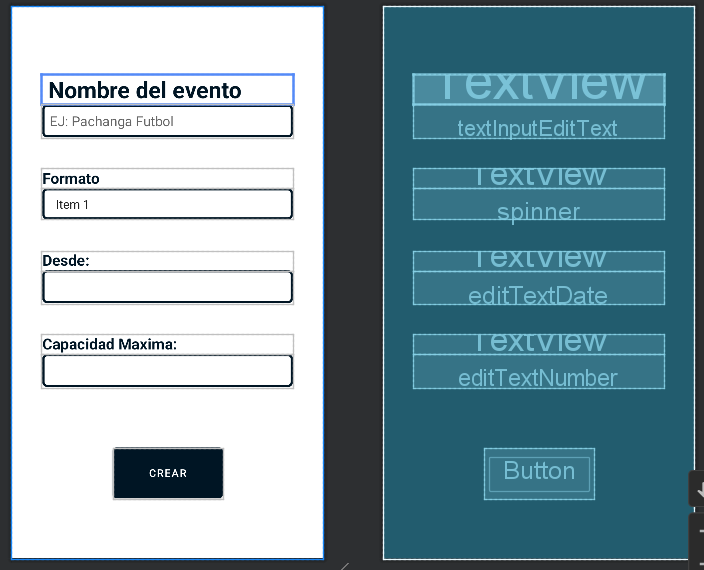 Nombre del evento
EJ: Pachanga Futbol
Formato
Item 1
Desde:
Capacidad Maxima:
CREAR
TextView
textInputEditText
TextView
spinner
TextView
editTextDate
TextView
editTextNumber
Button